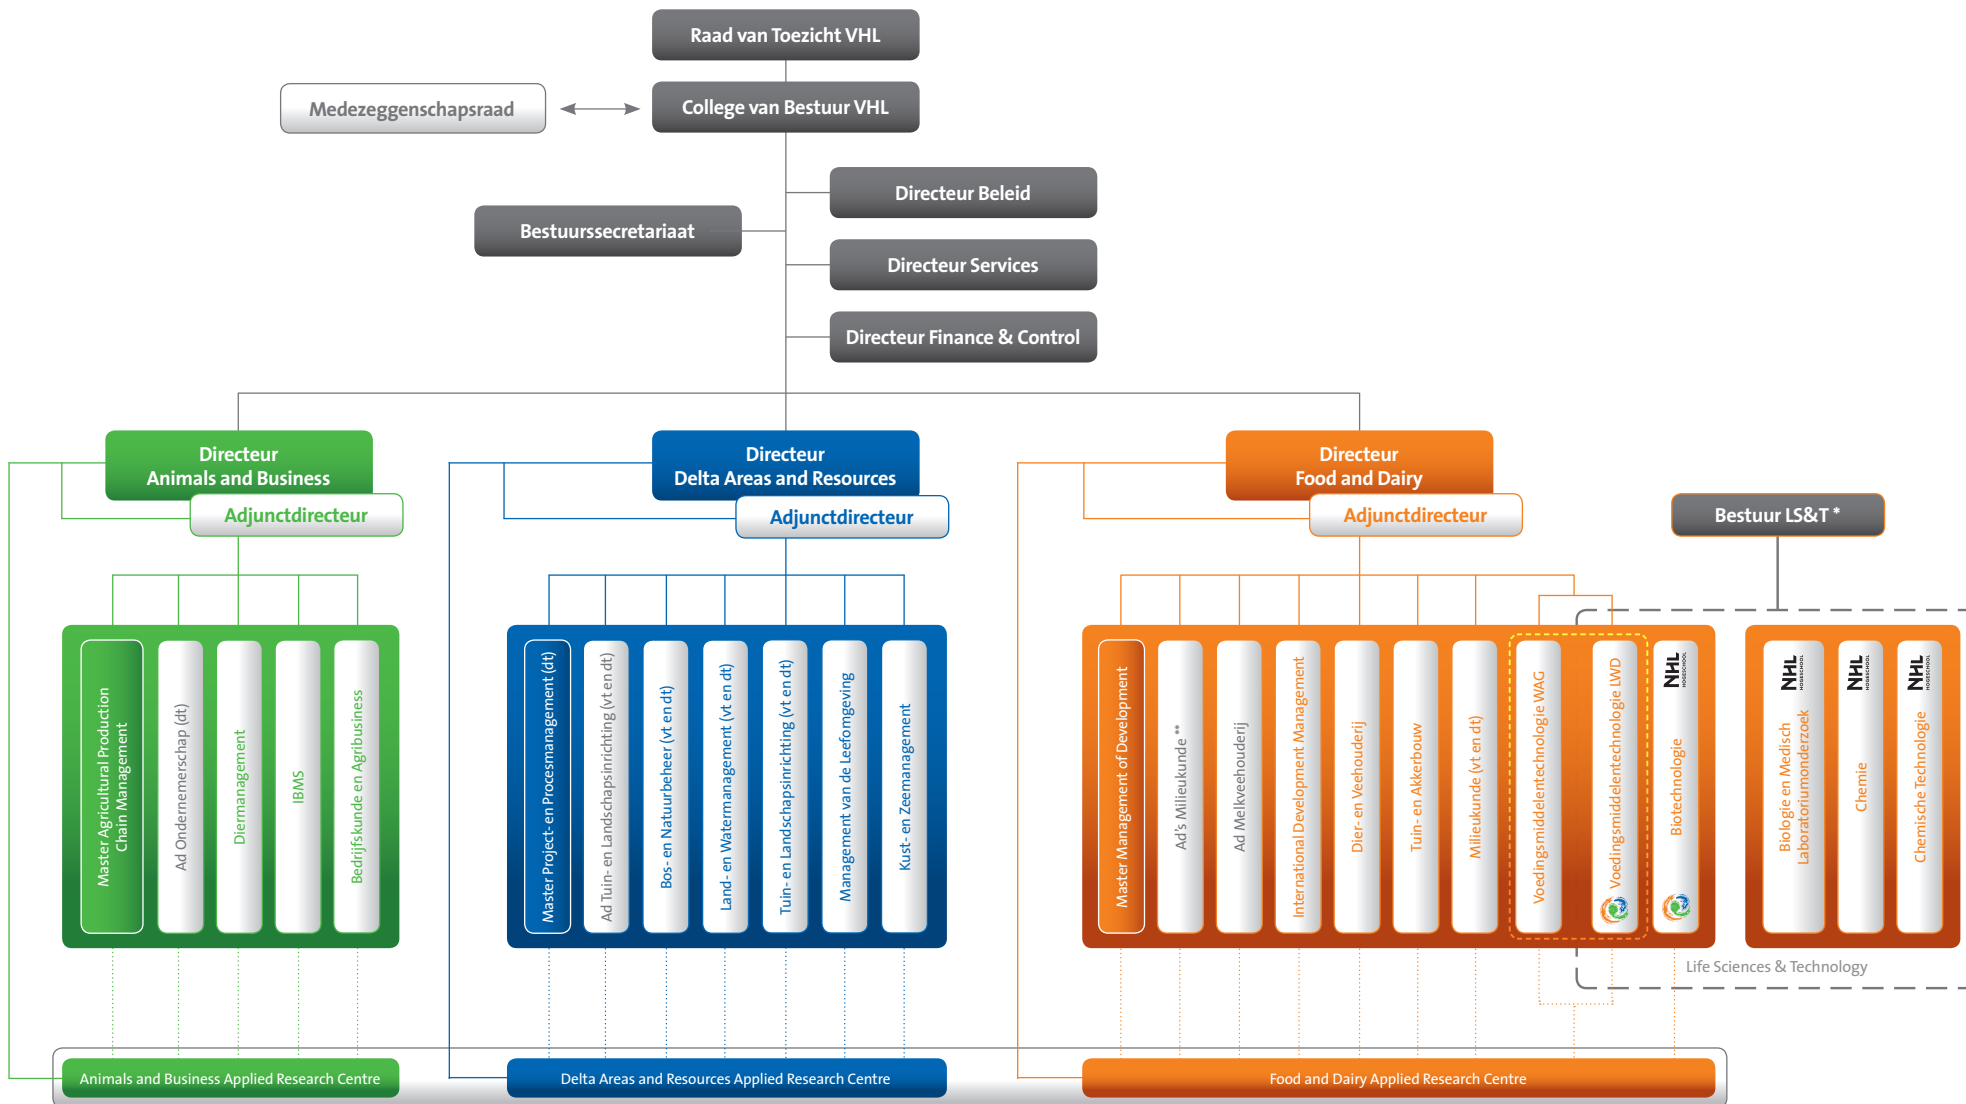 Raad van Toezicht VHL
Medezeggenschapsraad
College van Bestuur VHL
Directeur Beleid
Bestuurssecretariaat
Directeur Services
Directeur Finance & Control
Directeur
Animals and Business
Adjunctdirecteur
Directeur
Delta Areas and Resources
Adjunctdirecteur
Directeur
Food and Dairy
Adjunctdirecteur
Bestuur LS&T *
Master Agricultural Production
Chain Management
Ad Ondernemerschap (dt)
Diermanagement
IBMS
Bedrijfskunde en Agribusiness
Master Project- en Procesmanagement (dt)
Ad Tuin- en Landschapsinrichting (vt en dt)
Bos- en Natuurbeheer (vt en dt)
Land- en Watermanagement (vt en dt)
Tuin- en Landschapsinrichting (vt en dt)
Management van de Leefomgeving
Kust- en Zeemanagement
Master Management of Development
Ad's Milieukunde **
Ad Melkveehouderij
International Development Management
Dier- en Veehouderij
Tuin- en Akkerbouw
Milieukunde (vt en dt)
Voedingsmiddelentechnologie WAG
Voedingsmiddelentechnologie LWD
Biotechnologie
NHL
HOGESCHOOL
Biologie en Medisch
Laboratoriumonderzoek
NHL
HOGESCHOOL
Chemie
NHL
HOGESCHOOL
Chemische Technologie
NHL
HOGESCHOOL
Life Sciences & Technology
Animals and Business Applied Research Centre
Delta Areas and Resources Applied Research Centre
Food and Dairy Applied Research Centre